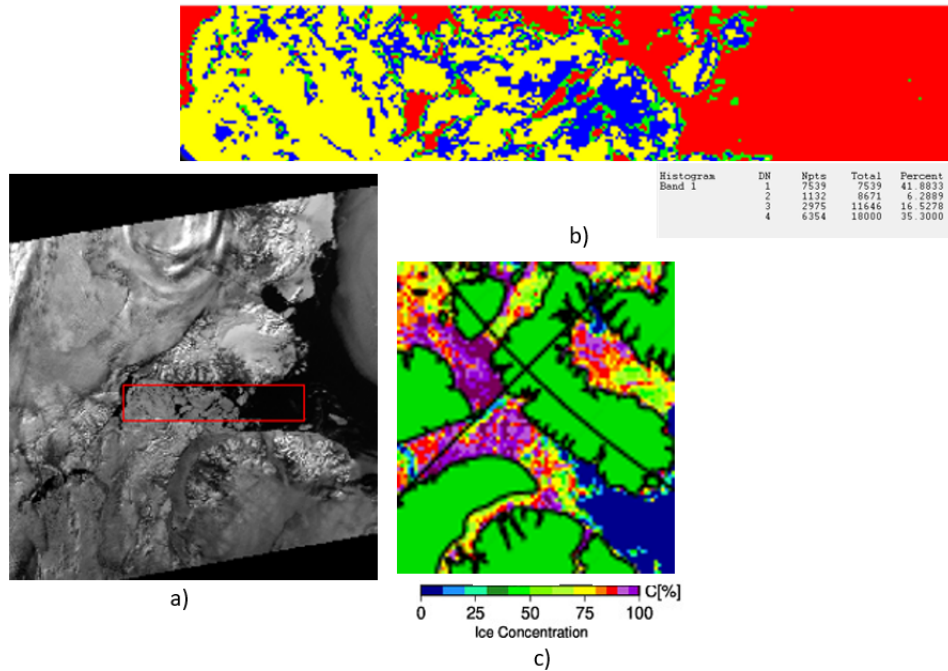 Histogram DN Npts Total Percent
Band 1 1 7539 7539 41.8833
2 1132 8671 6.2889
3 2975 11646 16.5278
4 6354 18000 35.3000
b)
a)
C[%]
0 25 50 75 100
Ice Concentration
c)